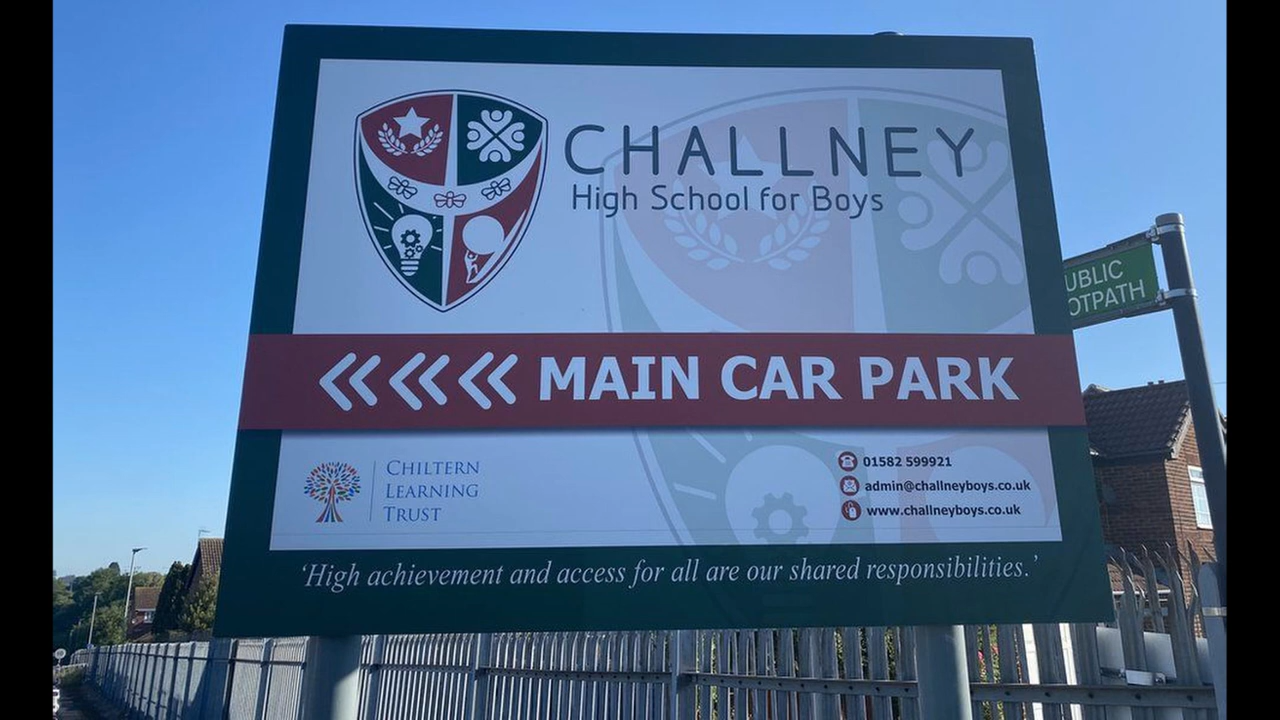 CHALLNEY
High School for Boys
UBLIC
OTPATH
MAIN CAR PARK
CHILTERN
LEARNING
TRUST
01582 599921
admin@challneyboys.co.uk
www.challneyboys.co.uk
‘High achievement and access for all are our shared responsibilities.’